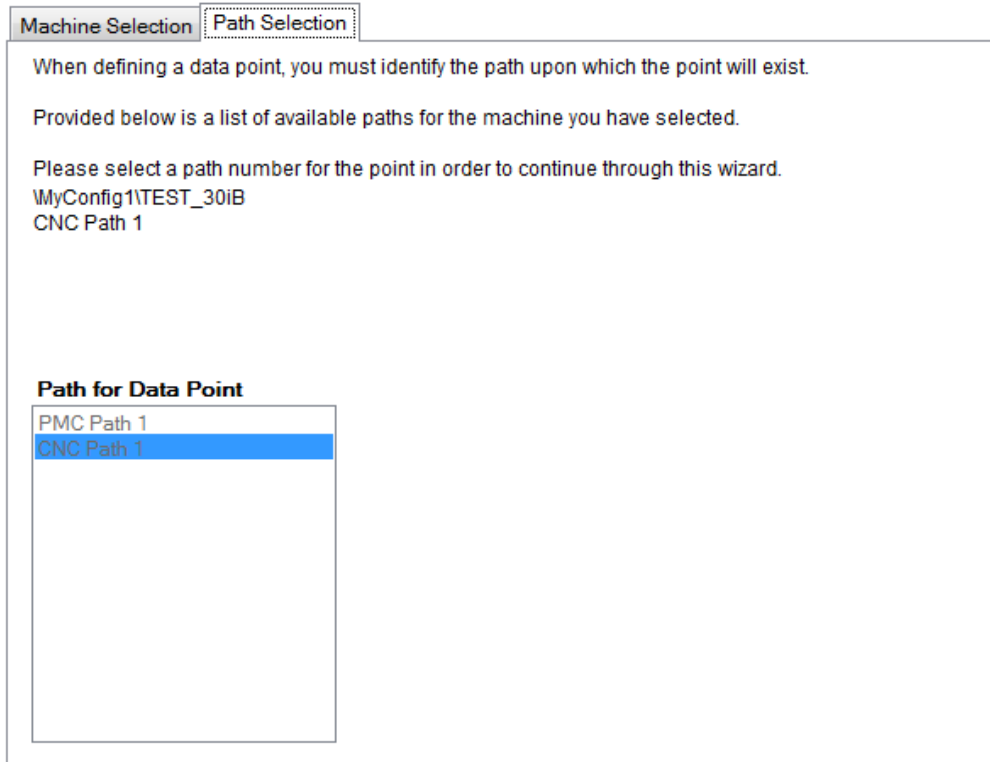 Machine Selection Path Selection
When defining a data point, you must identify the path upon which the point will exist.
Provided below is a list of available paths for the machine you have selected.
Please select a path number for the point in order to continue through this wizard.
\MyConfig1\TEST_30iB
CNC Path 1
Path for Data Point
PMC Path 1
CNC Path 1